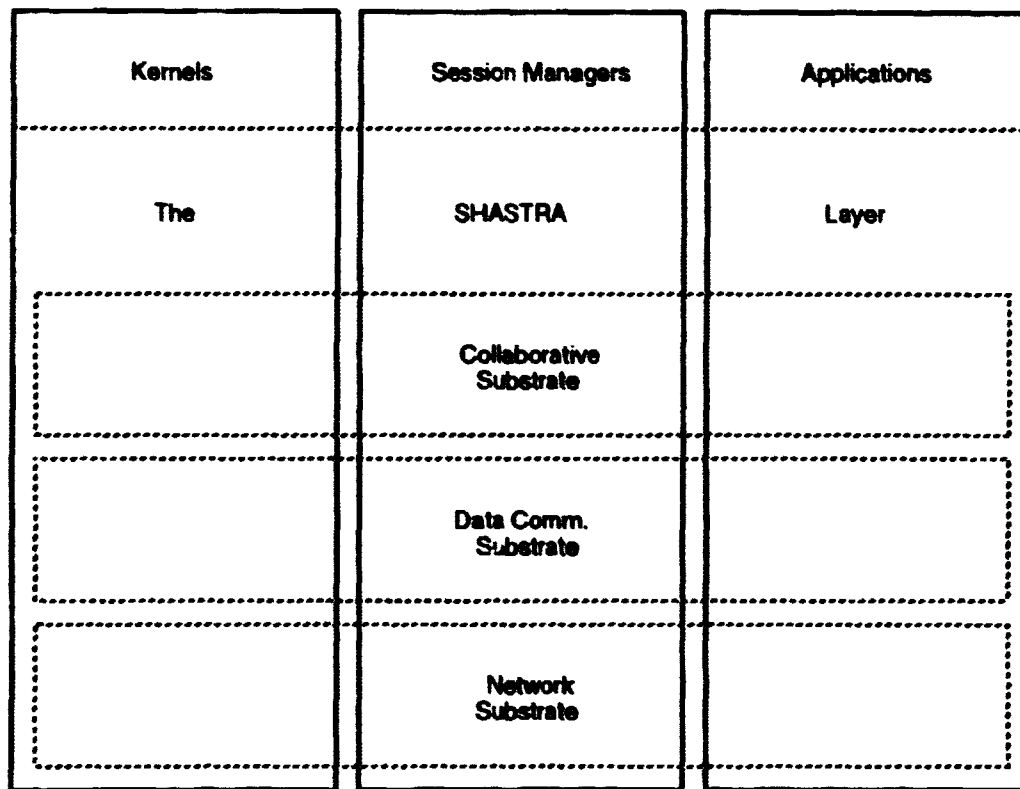 Kernels
Session Managers
Applications
The
SHASTRA
Layer
Collaborative
Substrate
Data Comm.
Substrate
Network
Substrate